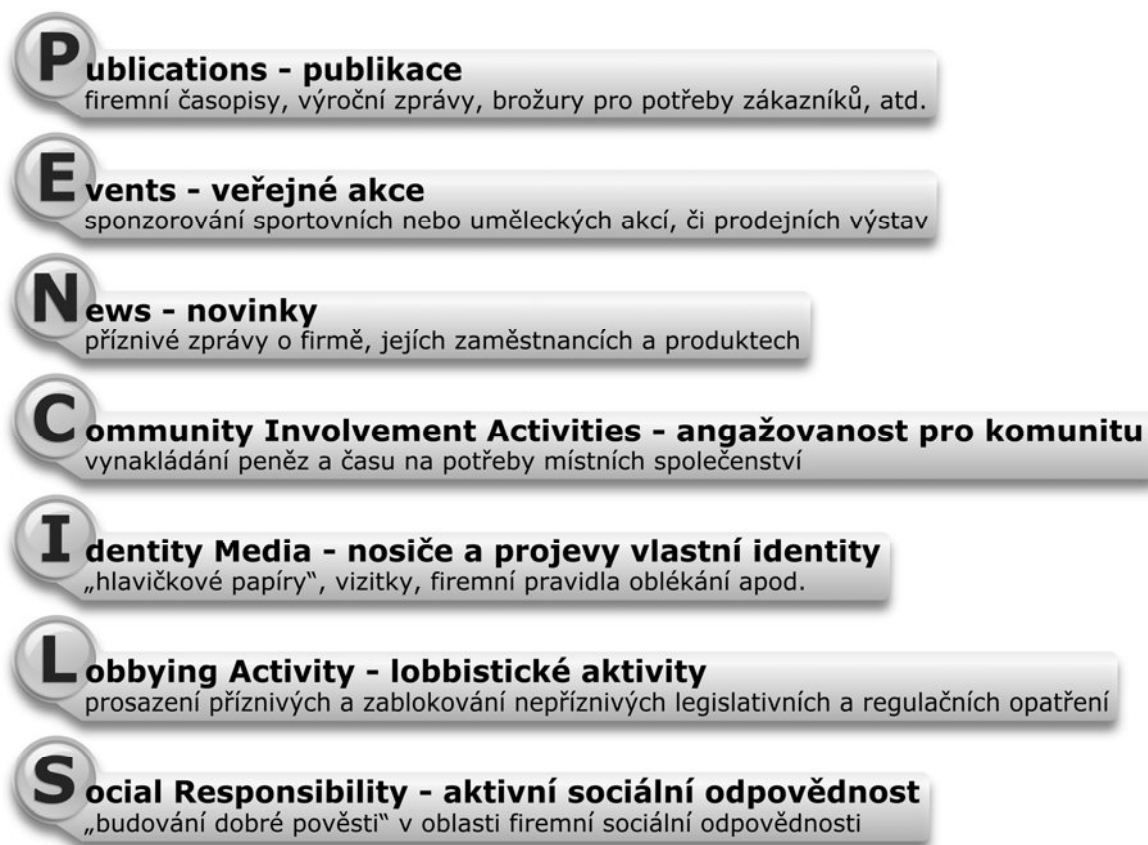 Publications - publikace
firemní časopisy, výroční zprávy, brožury pro potřeby zákazníků, atd.
Events - veřejné akce
sponzorování sportovních nebo uměleckých akcí, či prodejních výstav
News - novinky
příznivé zprávy o firmě, jejích zaměstnancích a produktech
Community Involvement Activities - angažovanost pro komunitu
vynakládání peněz a času na potřeby místních společenství
Identity Media - nosiče a projevy vlastní identity
„hlavičkové papíry“, vizitky, firemní pravidla oblékání apod.
Lobbying Activity - lobbistické aktivity
prosazení příznivých a zablokování nepříznivých legislativních a regulačních opatření
Social Responsibility - aktivní sociální odpovědnost
„budování dobré pověsti“ v oblasti firemní sociální odpovědnosti